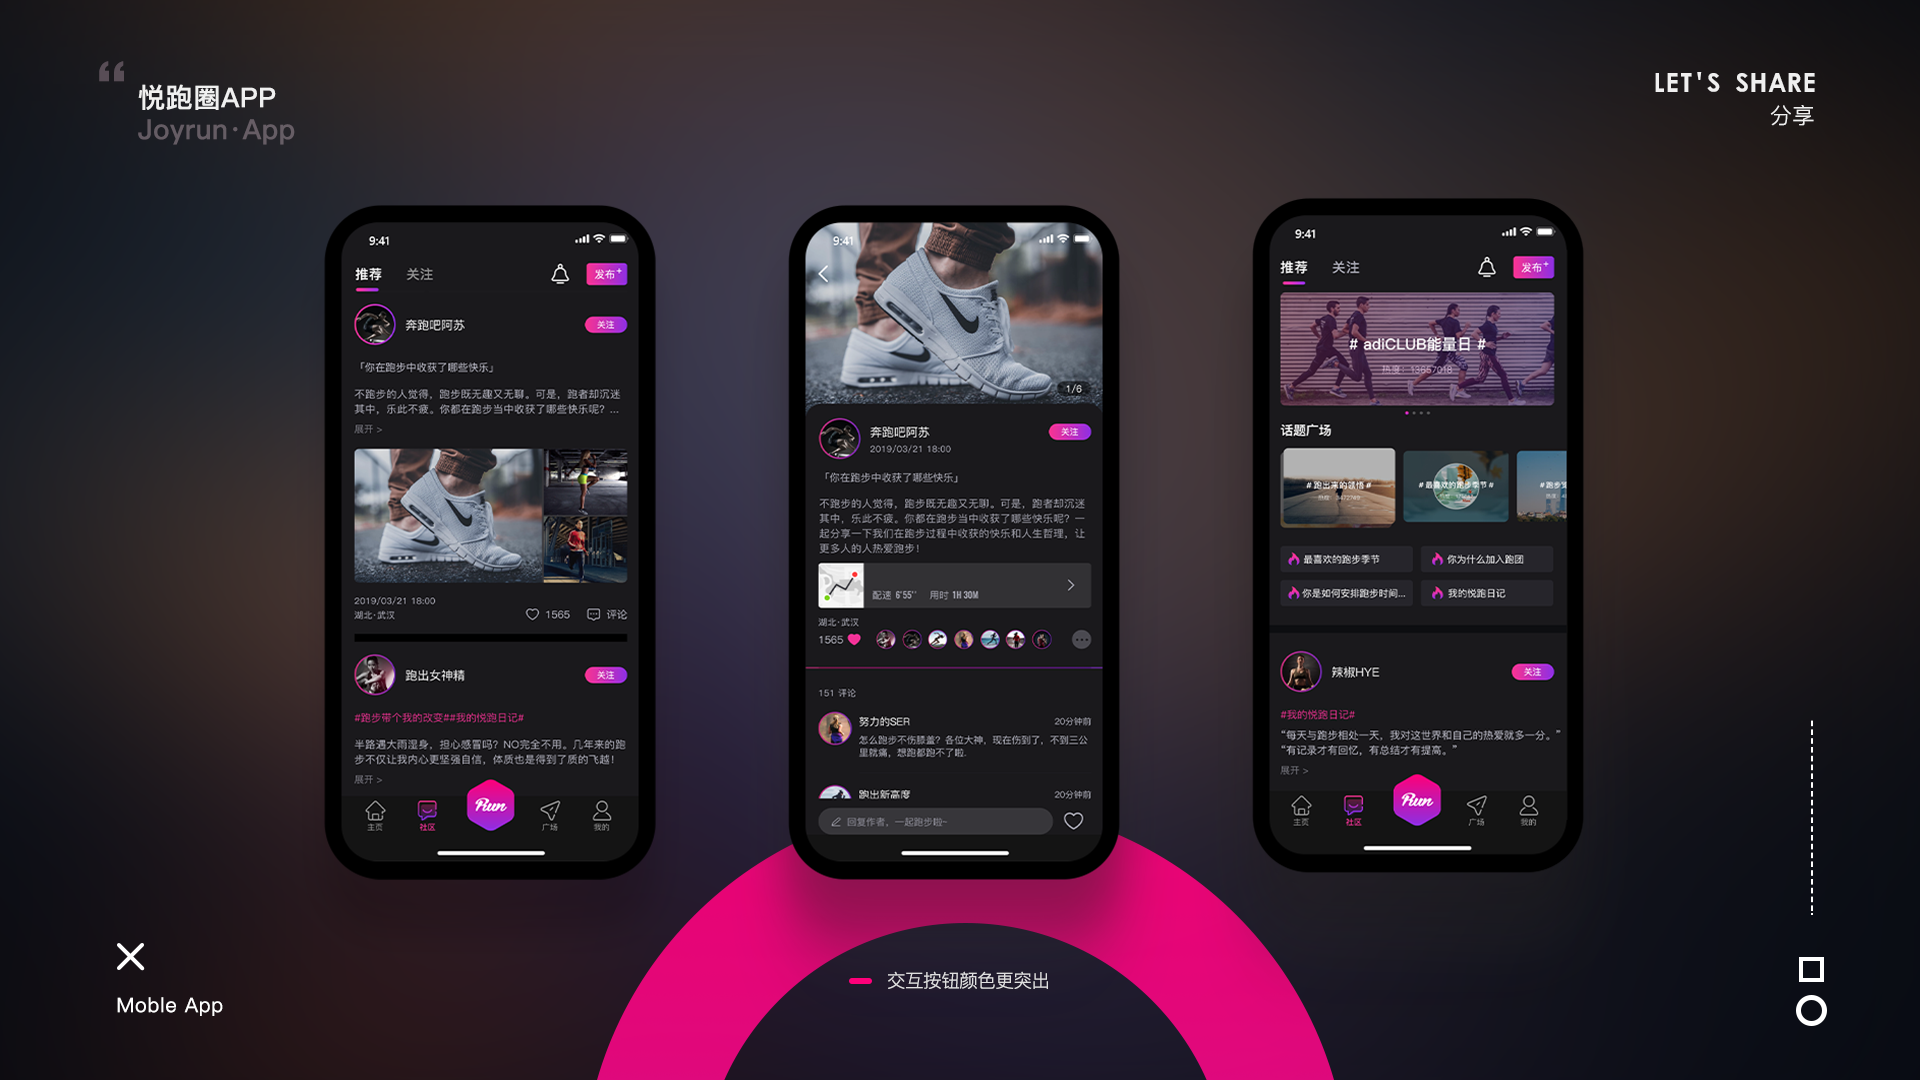 悦跑圈APP
Joyrun·App
LET'S SHARE
分享
9:41
推荐 关注 发布+
奔跑吧阿苏 关注
「你在跑步中收获了哪些快乐」
不跑步的人觉得，跑步既无趣又无聊。可是，跑者却沉迷
其中，乐此不疲。你都在跑步当中收获了哪些快乐呢？...
展开 >
2019/03/21 18:00
湖北·武汉 1565 评论
跑出女神精 关注
#跑步带个我的改变##我的悦跑日记#
半路遇大雨湿身，担心感冒吗？NO完全不用。几年来的跑
步不仅让我内心更坚强自信，体质也是得到了质的飞越！
展开 >
主页 社区 Run 广场 我的
9:41
1/6
奔跑吧阿苏 关注
2019/03/21 18:00
「你在跑步中收获了哪些快乐」
不跑步的人觉得，跑步既无趣又无聊。可是，跑者却沉迷
其中，乐此不疲。你都在跑步当中收获了哪些快乐呢？一
起分享一下我们在跑步过程中收获的快乐和人生哲理，让
更多人的人热爱跑步！
配速 6'55'' 用时 1H 30M
湖北·武汉
1565
151 评论
努力的SER 20分钟前
怎么跑步不伤膝盖？各位大神，现在伤到了，不到三公
里就痛，想跑都跑不了啦.
跑出新高度 20分钟前
回复作者，一起跑步啦~
9:41
推荐 关注 发布+
# adiCLUB能量日 #
热度：13657018
话题广场
# 跑出来的领悟 #
# 最喜欢的跑步季节 #
最喜欢的跑步季节 你为什么加入跑团
你是如何安排跑步时间... 我的悦跑日记
辣椒HYE 关注
#我的悦跑日记#
“每天与跑步相处一天，我对这世界和自己的热爱就多一分。”
“有记录才有回忆，有总结才有提高。”
展开 >
主页 社区 Run 广场 我的
交互按钮颜色更突出
Moble App